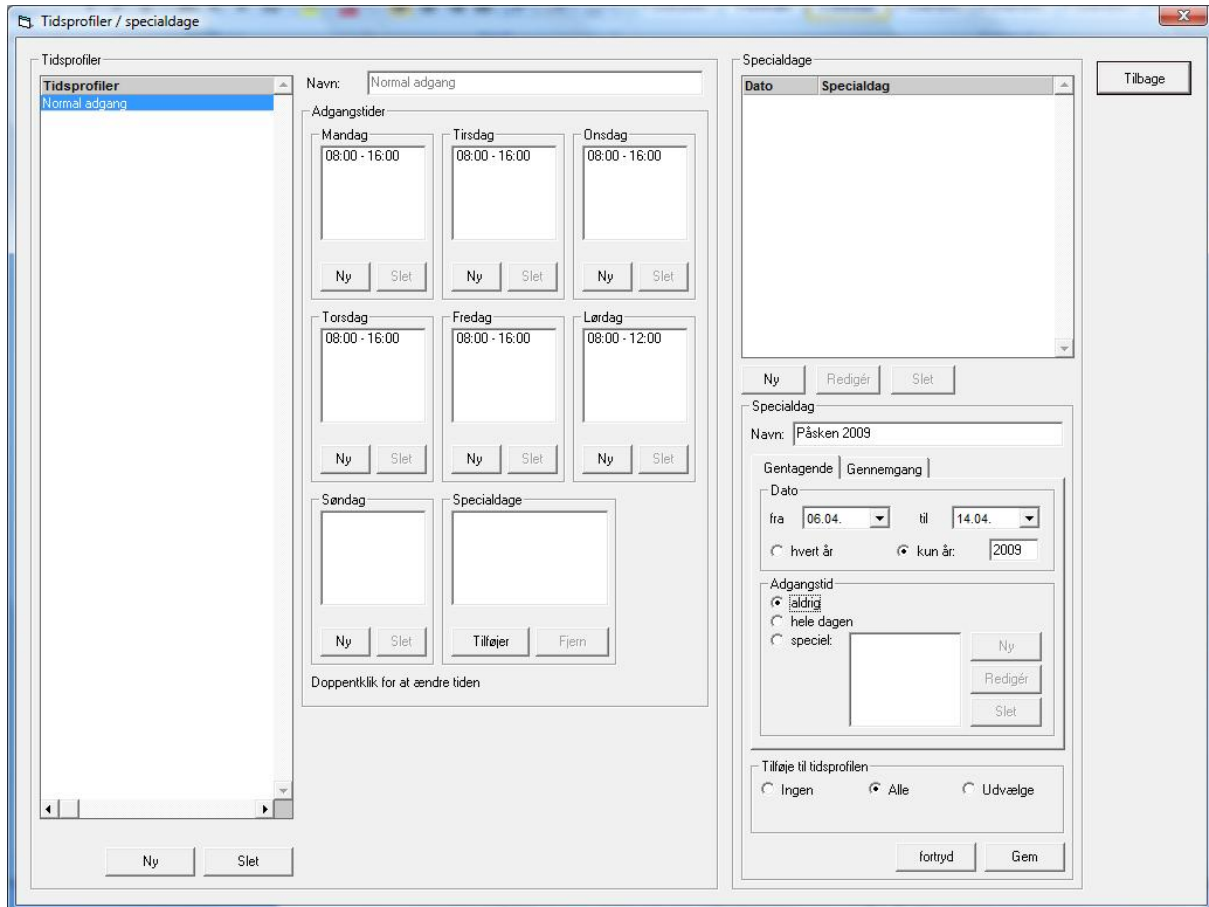 Tidsprofiler / specialdage
Tidsprofiler
Tidsprofiler
Normal adgang
Ny
Slet
Navn: Normal adgang
Adgangstider
Mandag
08:00 - 16:00
Ny
Slet
Tirsdag
08:00 - 16:00
Ny
Slet
Onsdag
08:00 - 16:00
Ny
Slet
Torsdag
08:00 - 16:00
Ny
Slet
Fredag
08:00 - 16:00
Ny
Slet
Lørdag
08:00 - 12:00
Ny
Slet
Søndag
Ny
Slet
Specialdage
Tilføjer
Fjern
Doppentklik for at ændre tiden
Specialdage
Dato Specialdag
Ny
Redigér
Slet
Specialdag
Navn: Påsken 2009
Gentagende
Gennemgang
Dato
fra 06.04. til 14.04.
hvert år
kun år: 2009
Adgangstid
aldrig
hele dagen
speciel:
Ny
Redigér
Slet
Tilføje til tidsprofilen
Ingen
Alle
Udvælge
fortryd
Gem
Tilbage